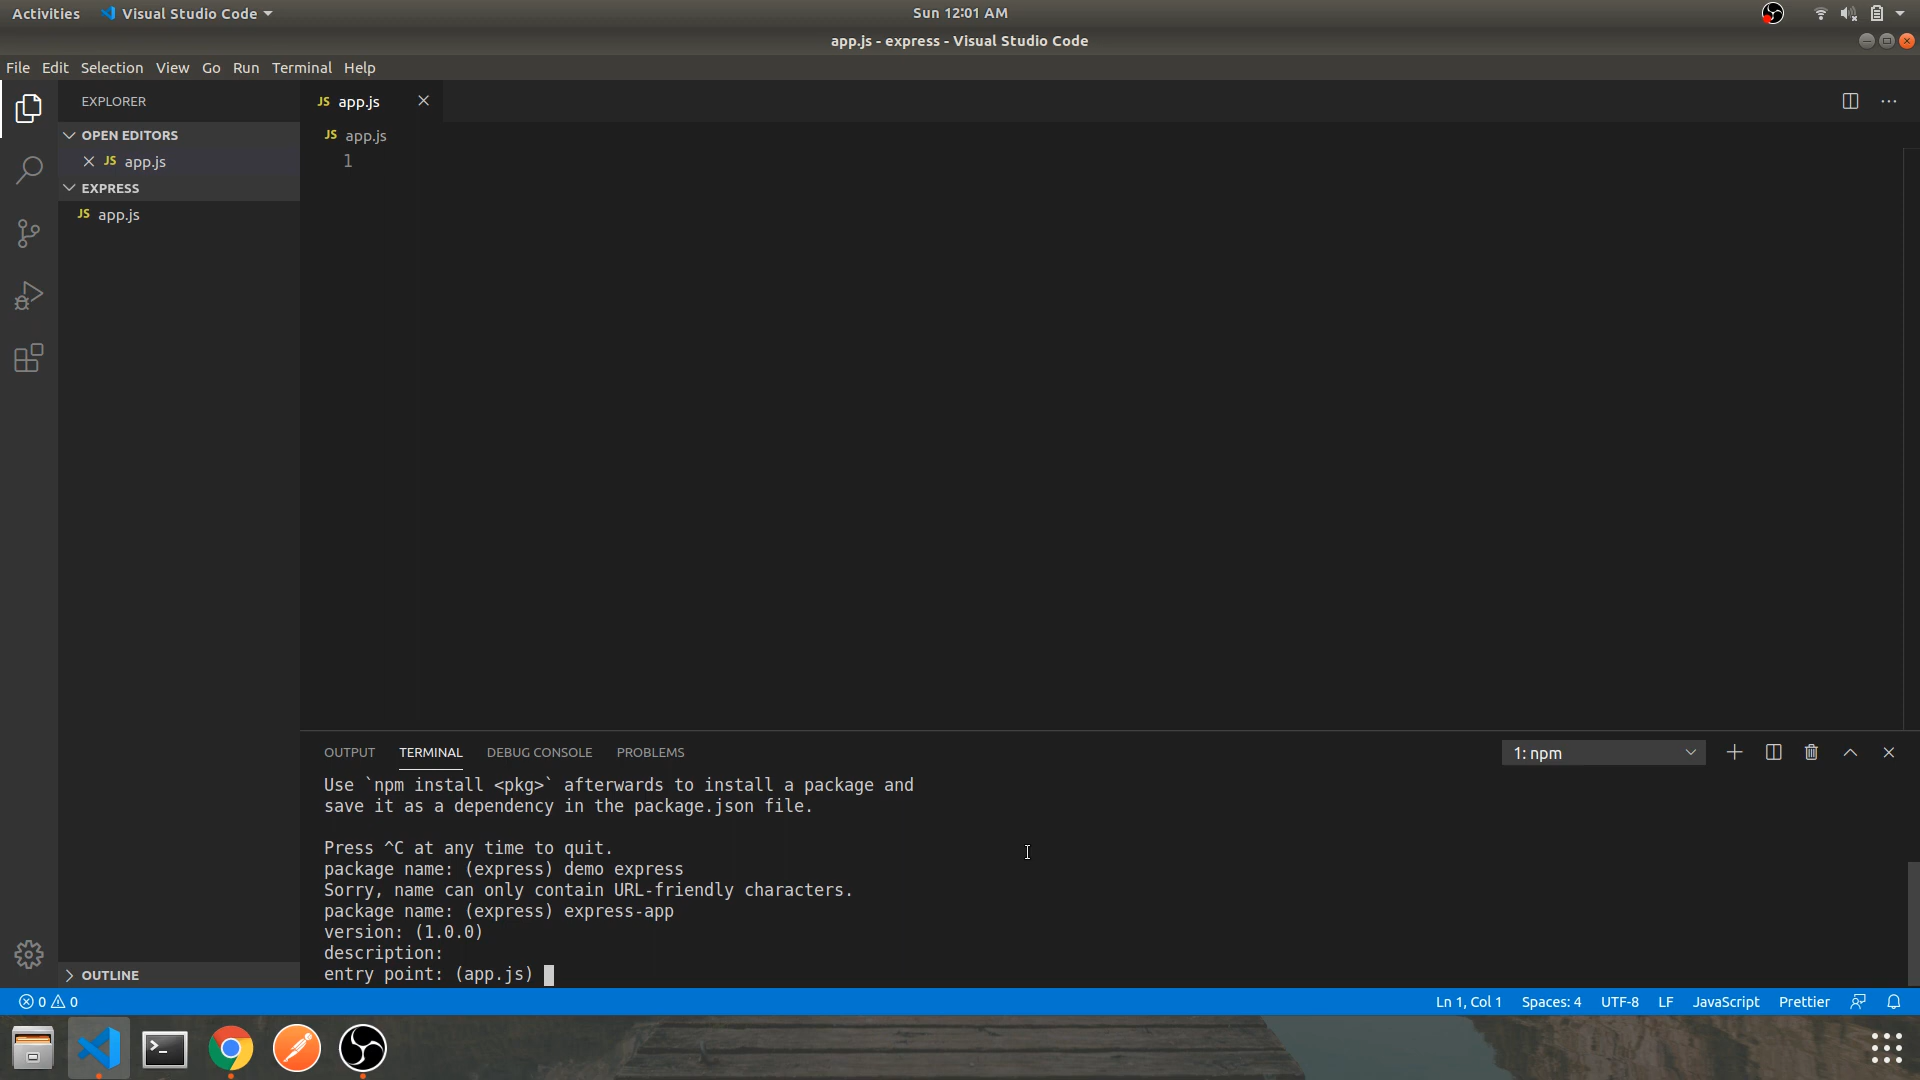 Activities Visual Studio Code Sun 12:01 AM
app.js - express - Visual Studio Code
File Edit Selection View Go Run Terminal Help
EXPLORER JS app.js
OPEN EDITORS JS app.js
JS app.js 1
EXPRESS
JS app.js
OUTPUT TERMINAL DEBUG CONSOLE PROBLEMS 1: npm
Use `npm install <pkg>` afterwards to install a package and
save it as a dependency in the package.json file.
Press ^C at any time to quit.
package name: (express) demo express
Sorry, name can only contain URL-friendly characters.
package name: (express) express-app
version: (1.0.0)
description:
entry point: (app.js)
OUTLINE
0 0 Ln 1, Col 1 Spaces: 4 UTF-8 LF JavaScript Prettier